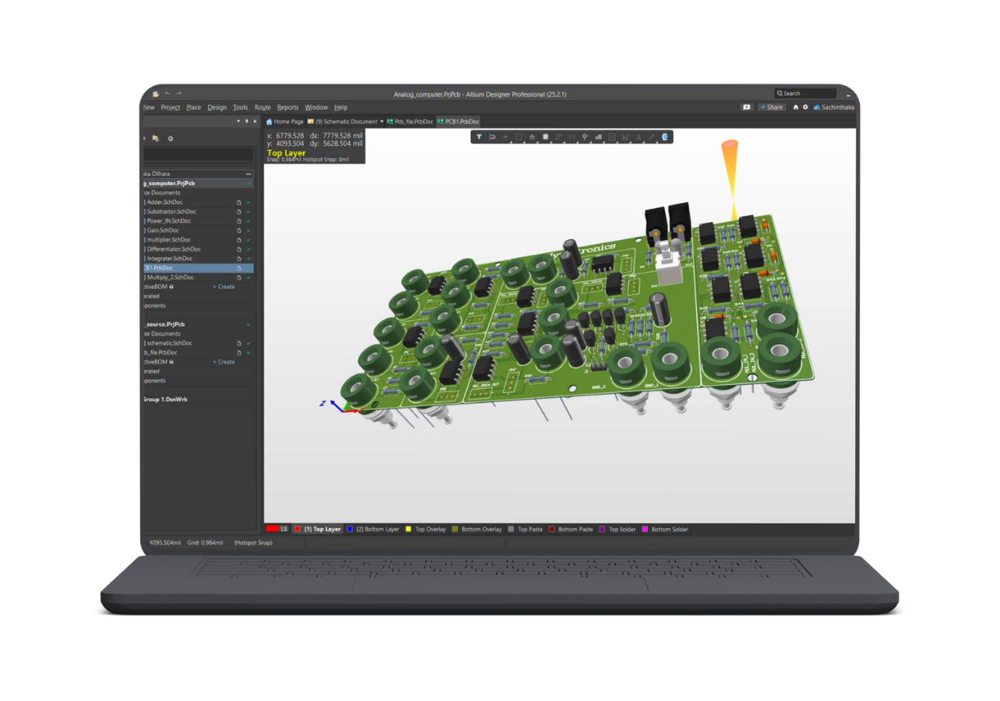 Analog_computer.PrjPcb - Altium Designer Professional (25.2.1)
Search
View Project Place Design Tools Route Reports Window Help
Share
Sachinthaka
Home Page
(9) Schematic Document
Pcb_file.PcbDoc
PCB1.PcbDoc
x: 6779.528 dx: 7779.528 mil
y: 4093.504 dy: 5628.504 mil
Top Layer
Snap: 0.984mil Hotspot Snap: 8mil
ka Dilhara
g_computer.PrjPcb
ce Documents
] Adder.SchDoc
] Substractor.SchDoc
] Power_IN.SchDoc
] Gain.SchDoc
] multiplier.SchDoc
] Differentiator.SchDoc
] Integrater.SchDoc
CB1.PcbDoc
] Multiply_2.SchDoc
ctiveBOM + Create
erated
ponents
_source.PrjPcb
ce Documents
] schematic.SchDoc
b_file.PcbDoc
ctiveBOM + Create
erated
ponents
Group 1.DsnWrk
GND_2
GND_1
MUL_IN_1
MUL_IN_2
Z
LS
[1] Top Layer
[2] Bottom Layer
Top Overlay
Bottom Overlay
Top Paste
Bottom Paste
Top Solder
Bottom Solder
4093.504mil Grid: 0.984mil (Hotspot Snap)